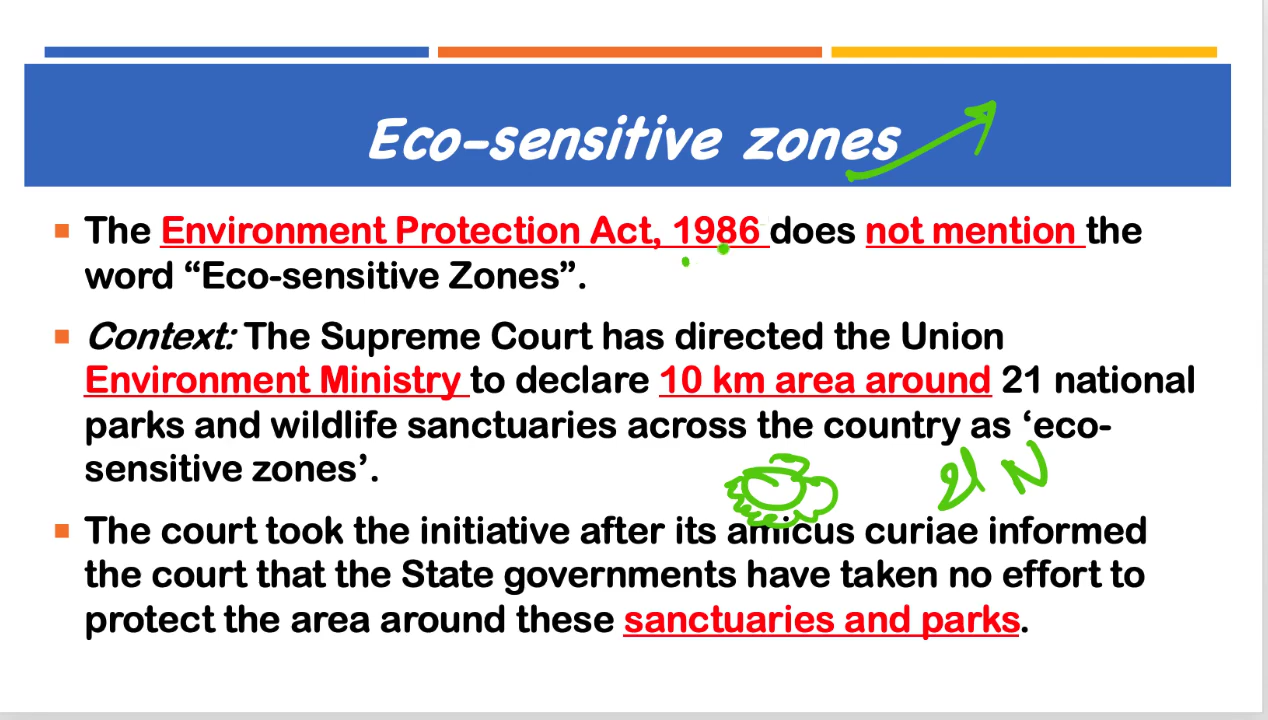 Eco-sensitive zones
The Environment Protection Act, 1986 does not mention the
word “Eco-sensitive Zones”.
Context: The Supreme Court has directed the Union
Environment Ministry to declare 10 km area around 21 national
parks and wildlife sanctuaries across the country as ‘eco-
sensitive zones’.
21 N
The court took the initiative after its amicus curiae informed
the court that the State governments have taken no effort to
protect the area around these sanctuaries and parks.